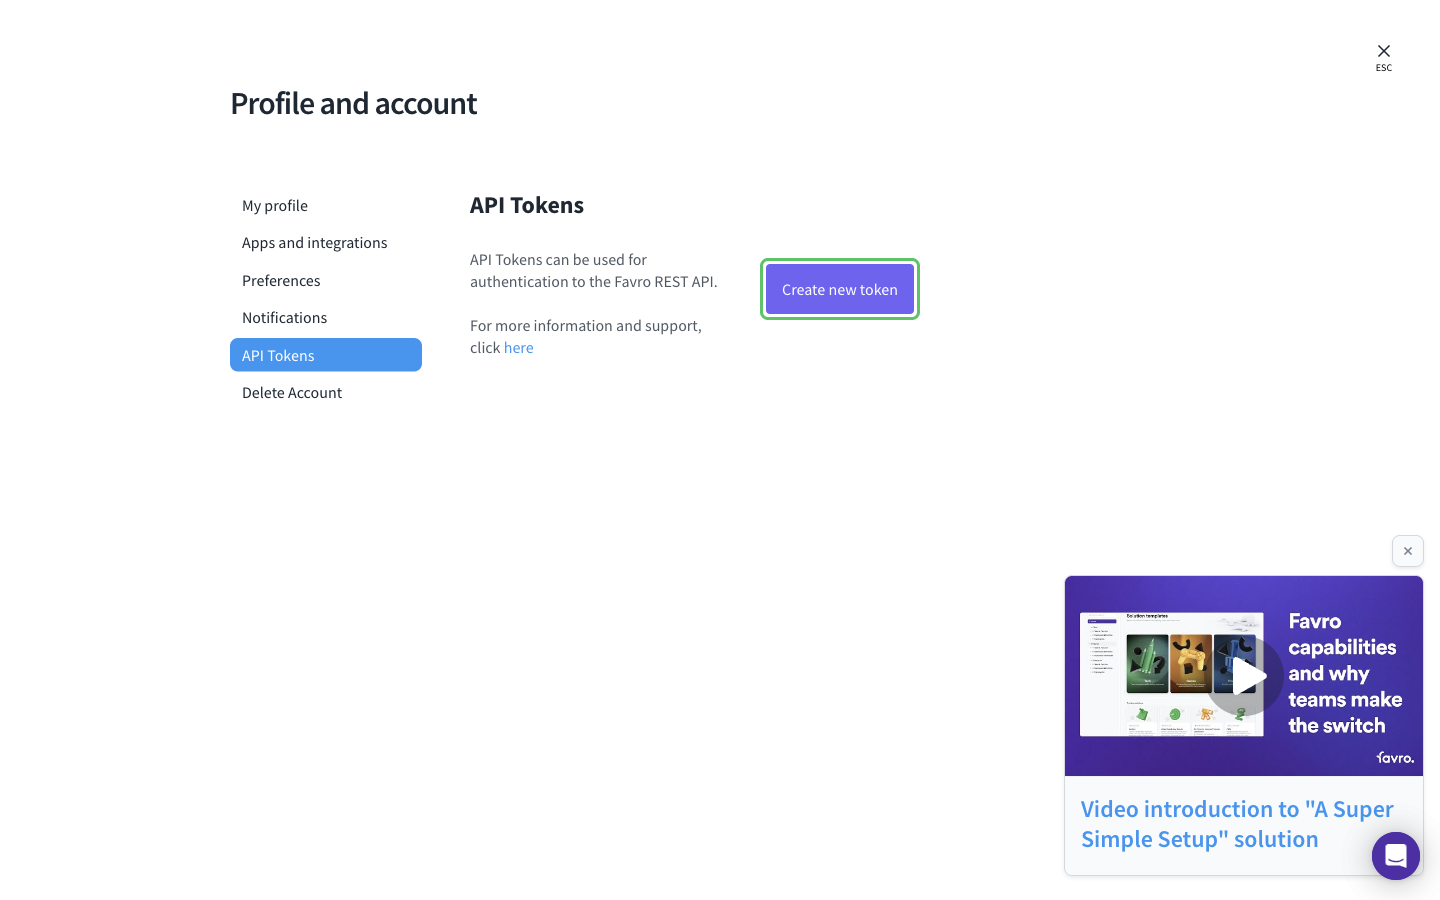 ESC
Profile and account
My profile
Apps and integrations
Preferences
Notifications
API Tokens
Delete Account
API Tokens
API Tokens can be used for
authentication to the Favro REST API.
For more information and support,
click here
Create new token
Solution templates
Favro
capabilities
and why
teams make
the switch
favro.
Video introduction to "A Super
Simple Setup" solution